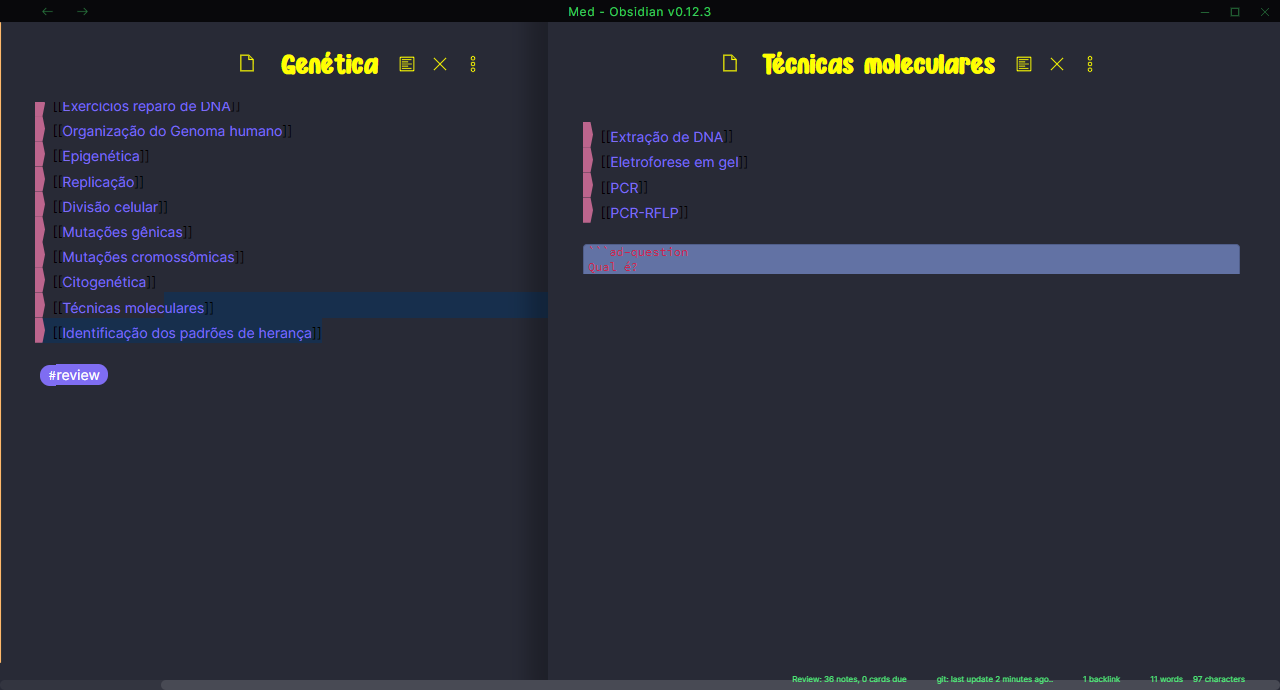 Med - Obsidian v0.12.3
Genética
[[Exercícios reparo de DNA]]
[[Organização do Genoma humano]]
[[Epigenética]]
[[Replicação]]
[[Divisão celular]]
[[Mutações gênicas]]
[[Mutações cromossômicas]]
[[Citogenética]]
[[Técnicas moleculares]]
[[Identificação dos padrões de herança]]
#review
Técnicas moleculares
[[Extração de DNA]]
[[Eletroforese em gel]]
[[PCR]]
[[PCR-RFLP]]
```ad-question
Qual é?
Review: 36 notes, 0 cards due git: last update 2 minutes ago.. 1 backlink 11 words 97 characters